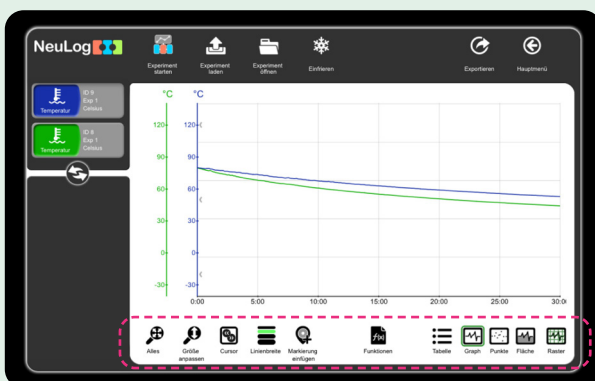 NeuLog
Experiment
starten
Experiment
laden
Experiment
öffnen
Einfrieren
Exportieren
Hauptmenü
Temperatur
ID 9
Exp 1
Celsius
Temperatur
ID 8
Exp 1
Celsius
°C °C
120 120
90 90
60 60
30 30
0 0
-30 -30
0:00 5:00 10:00 15:00 20:00 25:00 30:0
Alles
Größe
anpassen
Cursor
Linienbreite
Markierung
einfügen
f(x)
Funktionen
Tabelle
Graph
Punkte
Fläche
Raster